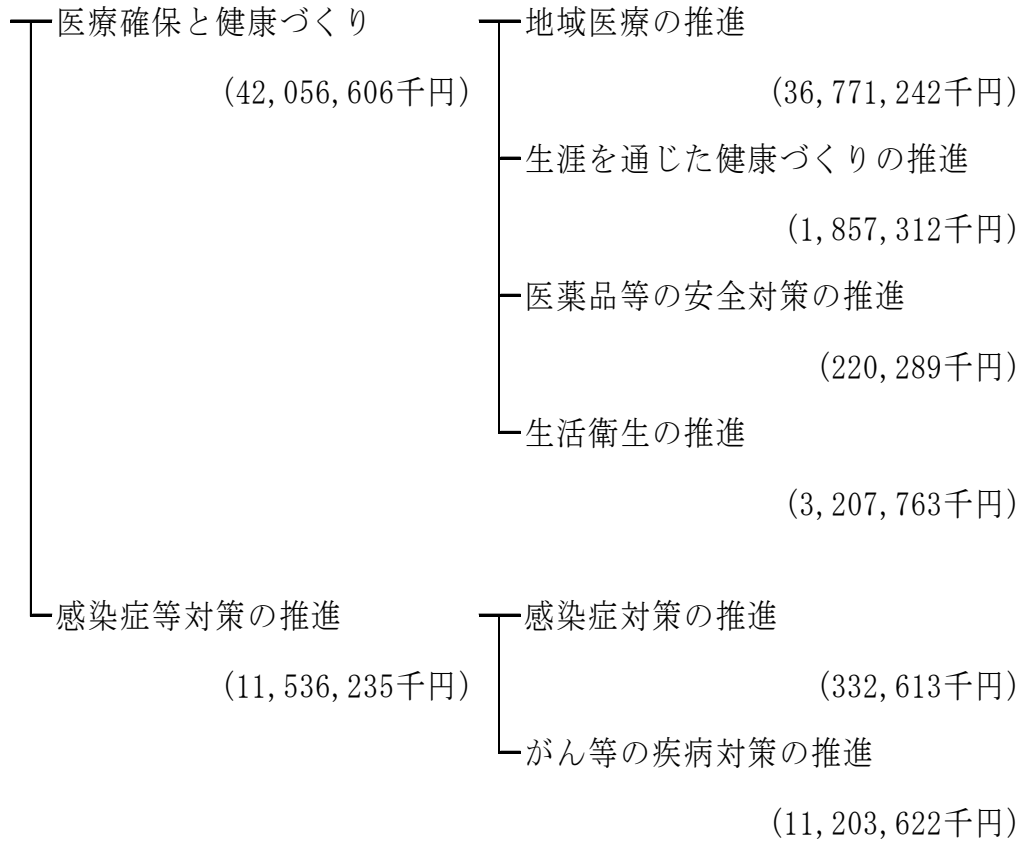 医療確保と健康づくり
(42,056,606千円)
地域医療の推進
(36,771,242千円)
生涯を通じた健康づくりの推進
(1,857,312千円)
医薬品等の安全対策の推進
(220,289千円)
生活衛生の推進
(3,207,763千円)
感染症等対策の推進
(11,536,235千円)
感染症対策の推進
(332,613千円)
がん等の疾病対策の推進
(11,203,622千円)